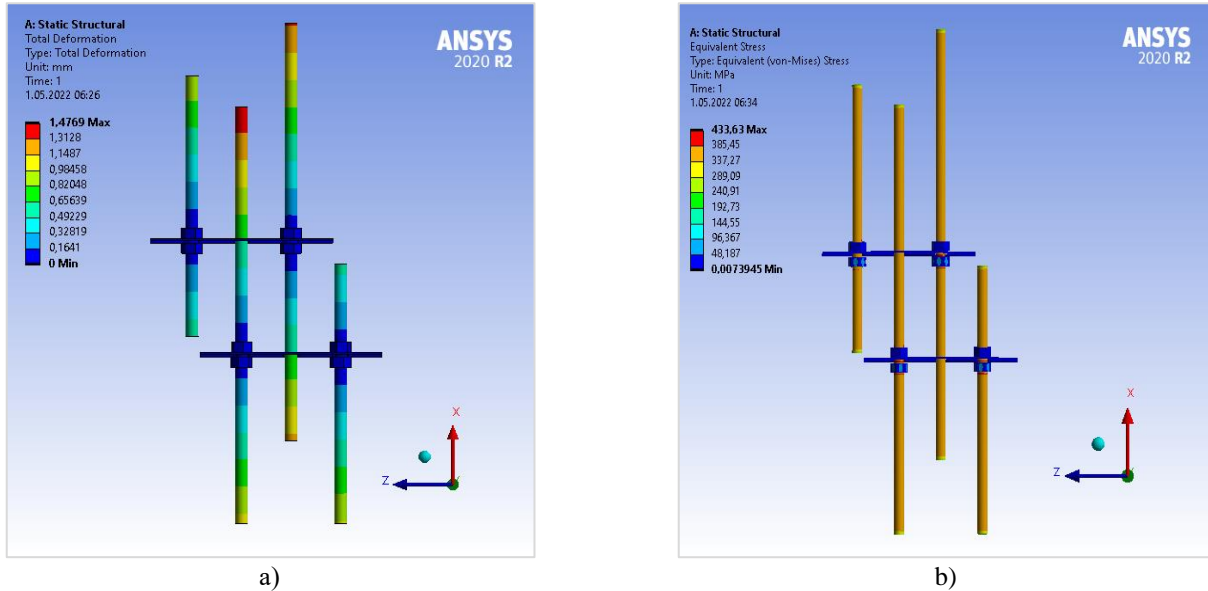 A: Static Structural
Total Deformation
Type: Total Deformation
Unit: mm
Time: 1
1.05.2022 06:26
1,4769 Max
1,3128
1,1487
0,98458
0,82048
0,65639
0,49229
0,32819
0,1641
0 Min
ANSYS
2020 R2
X
Z
a)
A: Static Structural
Equivalent Stress
Type: Equivalent (von-Mises) Stress
Unit: MPa
Time: 1
1.05.2022 06:34
433,63 Max
385,45
337,27
289,09
240,91
192,73
144,55
96,367
48,187
0,0073945 Min
ANSYS
2020 R2
X
Z
b)